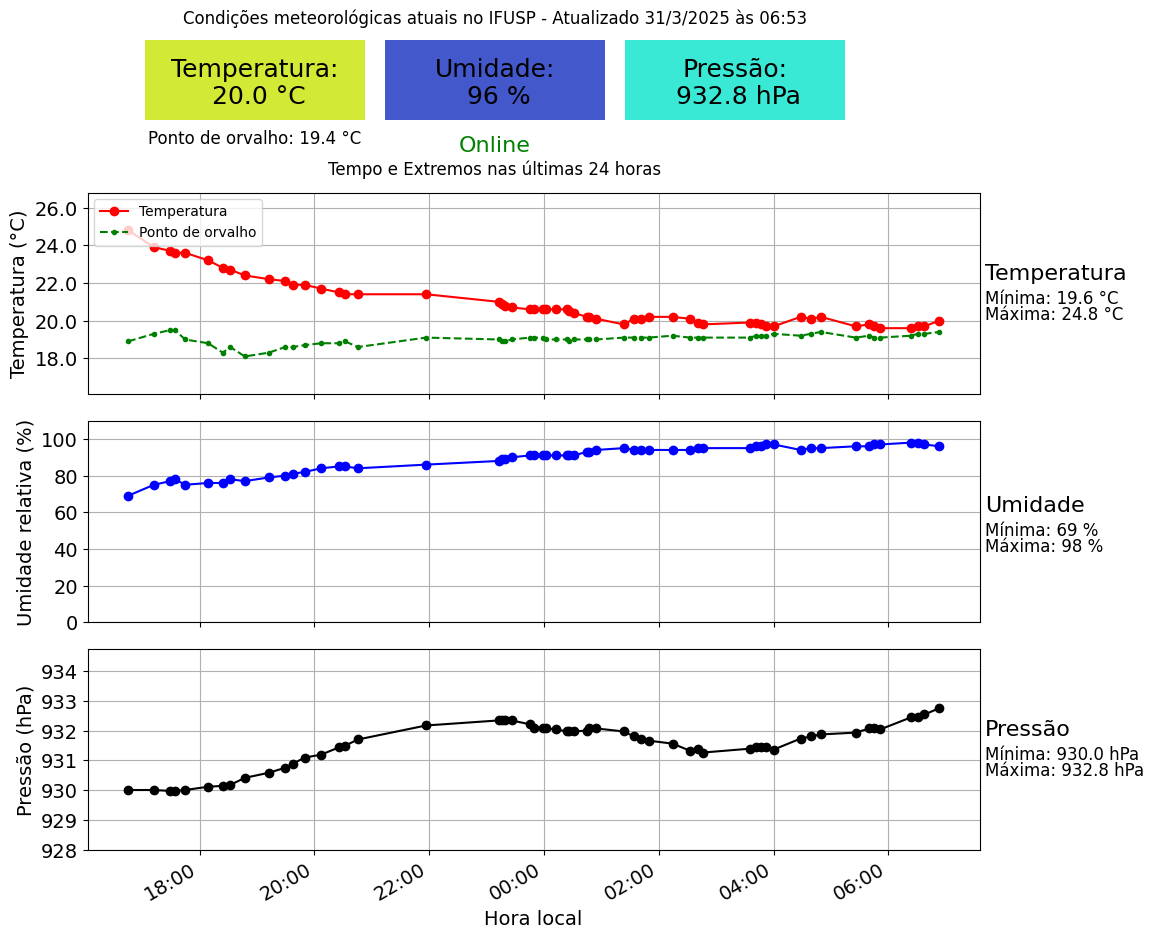 Condições meteorológicas atuais no IFUSP - Atualizado 31/3/2025 às 06:53
Temperatura:
20.0 °C
Umidade:
96 %
Pressão:
932.8 hPa
Ponto de orvalho: 19.4 °C
Online
Tempo e Extremos nas últimas 24 horas
Temperatura (°C)
26.0
24.0
22.0
20.0
18.0
Temperatura
Ponto de orvalho
Temperatura
Mínima: 19.6 °C
Máxima: 24.8 °C
Umidade relativa (%)
100
80
60
40
20
0
Umidade
Mínima: 69 %
Máxima: 98 %
Pressão (hPa)
934
933
932
931
930
929
928
Pressão
Mínima: 930.0 hPa
Máxima: 932.8 hPa
18:00
20:00
22:00
00:00
02:00
04:00
06:00
Hora local